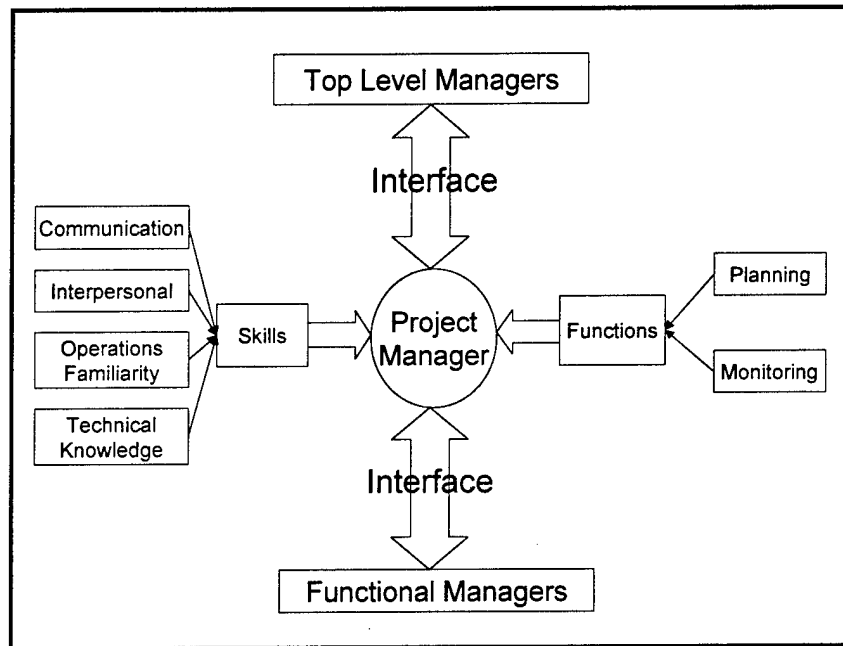 Top Level Managers
Interface
Communication
Interpersonal
Operations
Familiarity
Technical
Knowledge
Skills
Project
Manager
Functions
Planning
Monitoring
Interface
Functional Managers